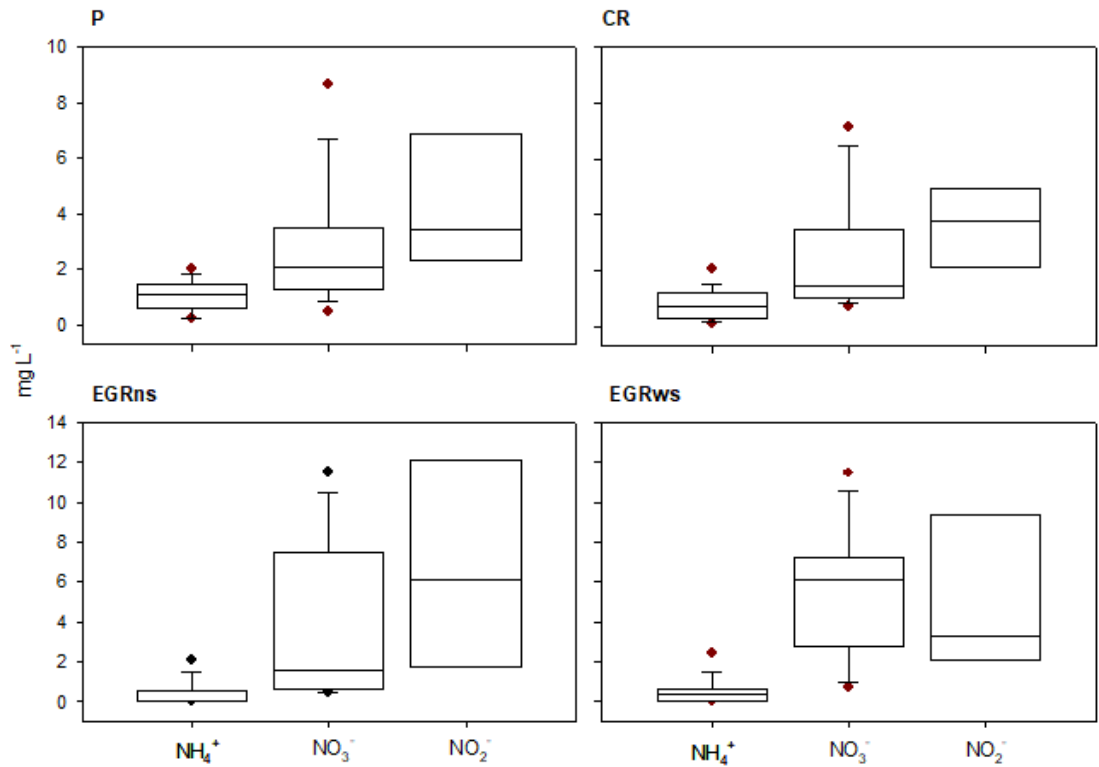 P
CR
10
8
6
4
2
0
mg L⁻¹
EGRns
EGRws
14
12
10
8
6
4
2
0
NH₄⁺ NO₃⁻ NO₂⁻
NH₄⁺ NO₃⁻ NO₂⁻